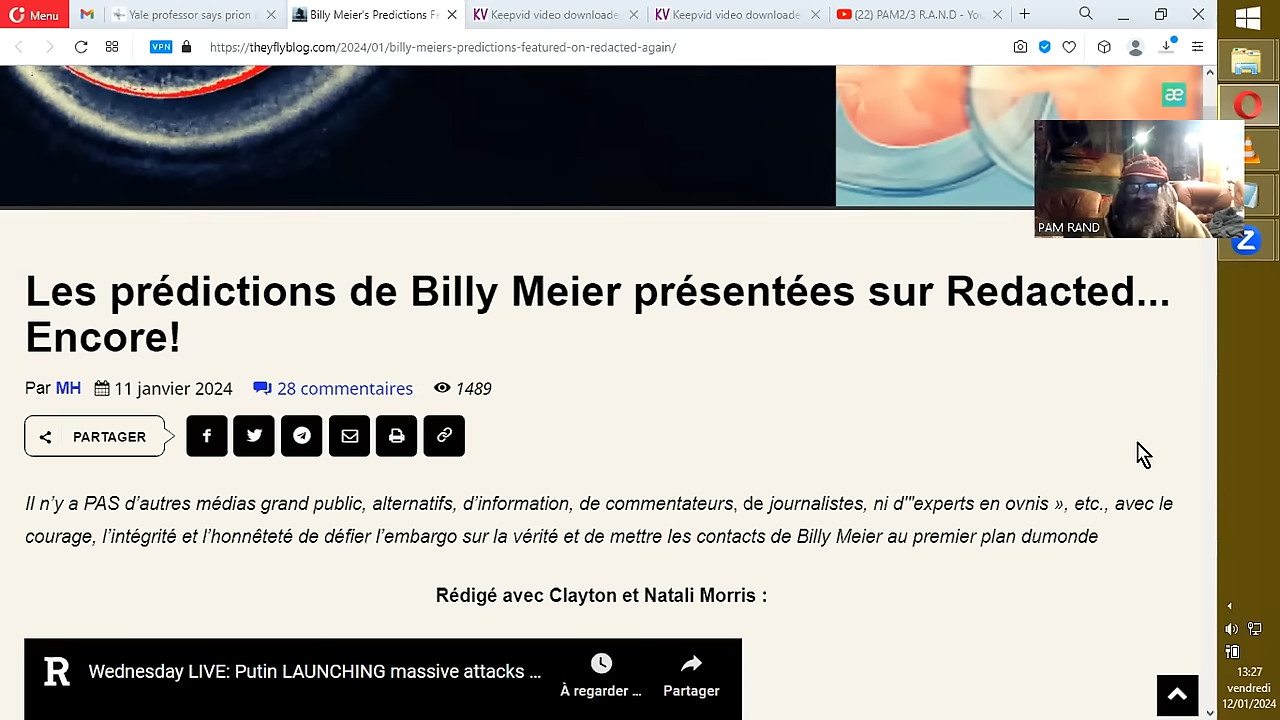 Menu
Yale professor says prion
Billy Meier's Predictions Fe
KV Keepvid video downloade
KV Keepvid video downloade
(22) PAM2/3 R.A.N.D - You
VPN
https://theyflyblog.com/2024/01/billy-meiers-predictions-featured-on-redacted-again/
æ
PAM RAND
Z
Les prédictions de Billy Meier présentées sur Redacted...
Encore!
Par MH 11 janvier 2024 28 commentaires 1489
PARTAGER
Il n’y a PAS d’autres médias grand public, alternatifs, d’information, de commentateurs, de journalistes, ni d'"experts en ovnis », etc., avec le
courage, l’intégrité et l’honnêteté de défier l’embargo sur la vérité et de mettre les contacts de Billy Meier au premier plan dumonde
Rédigé avec Clayton et Natali Morris :
R
Wednesday LIVE: Putin LAUNCHING massive attacks ...
À regarder ...
Partager
13:27
vendredi
12/01/2024